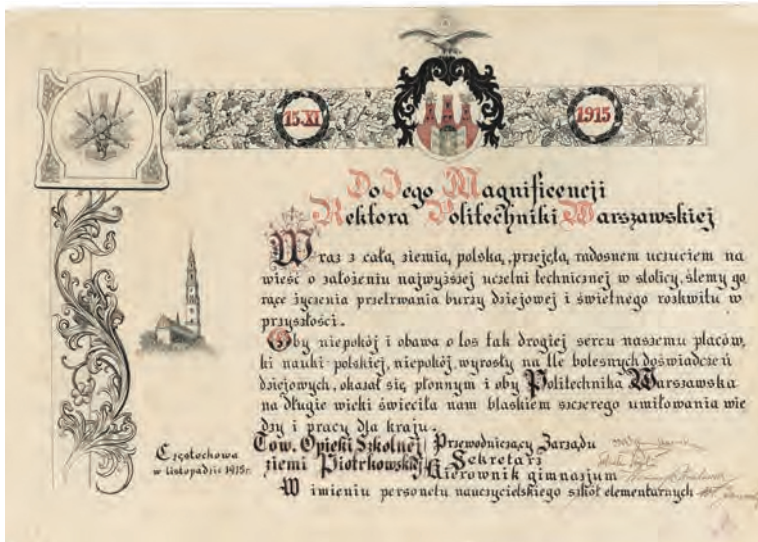 15.XI
1915
Do Jego Magnificencji
Rektora Politechniki Warszawskiej
Wraz z całą ziemią polską, przejętą radosnem uczuciem na
wieść o założeniu najwyższej uczelni technicznej w stolicy, ślemy go
rące życzenia przetrwania burzy dziejowej i świetnego rozkwitu w
przyszłości.
Oby niepokój i obawa o los tak drogiej sercu naszemu placów,
ki nauki polskiej, niepokój wyrosły na tle bolesnych doświadczeń
dziejowych, okazał się płonnym i oby Politechnika Warszawska
na długie wieki świeciła nam blaskiem szczerego umiłowania wie
dzy i pracy dla kraju.
Częstochowa
w listopadzie 1915r.
Tow. Opieki Szkolnej
ziemi Piotrkowskiej
Przewodniczący Zarządu
Sekretarz
Kierownik gimnazjum
W imieniu personelu nauczycielskiego szkół elementarnych